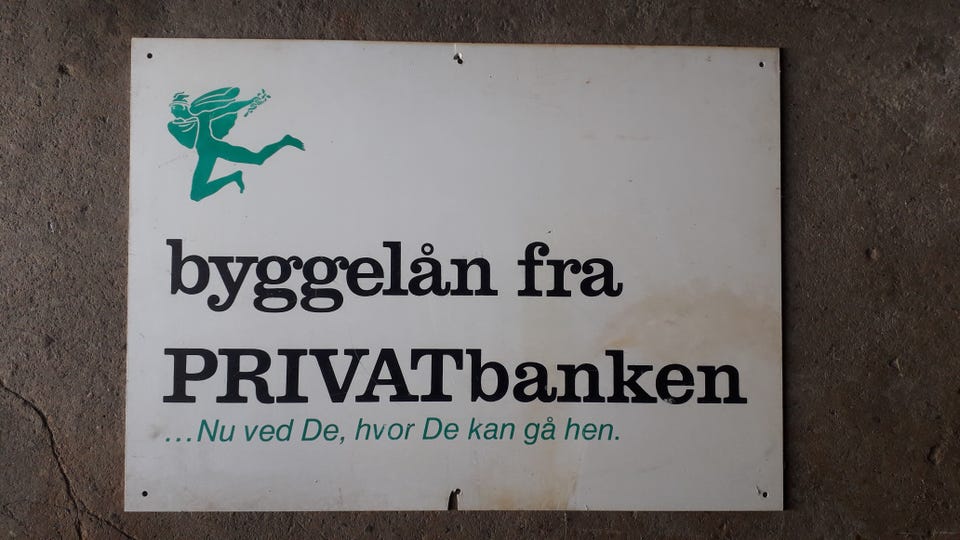 byggelån fra
PRIVATbanken
...Nu ved De, hvor De kan gå hen.